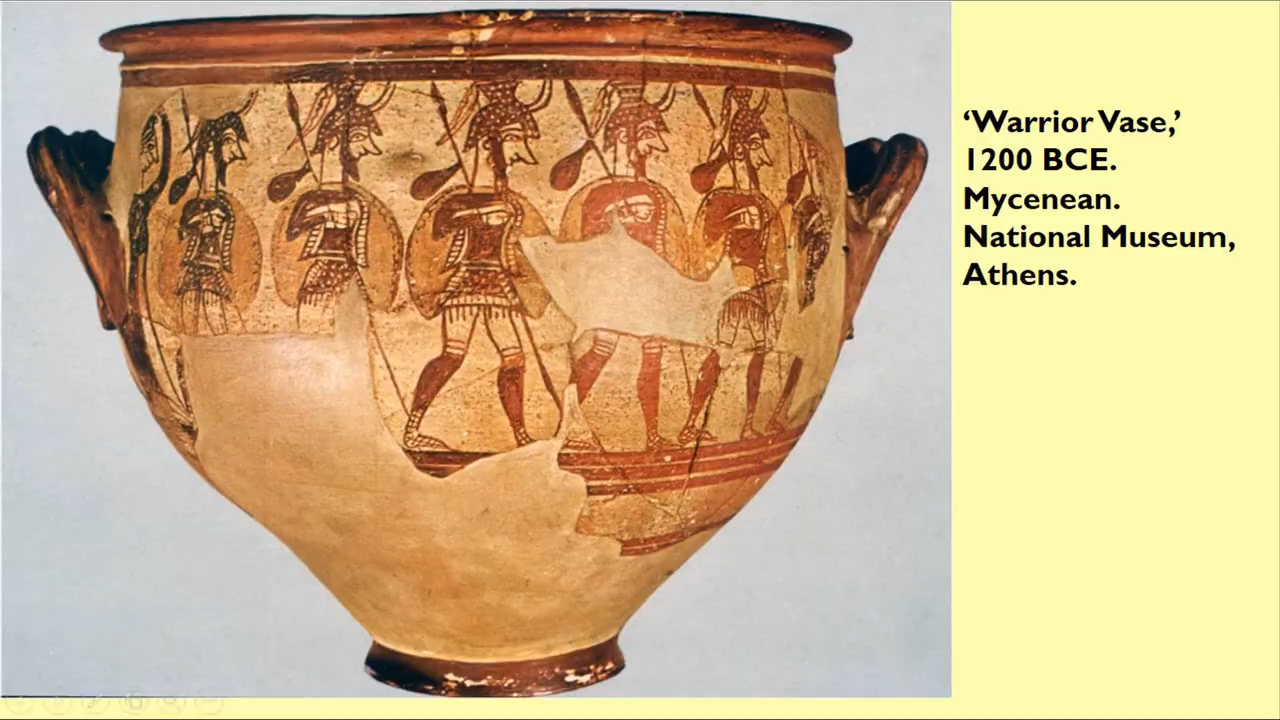 ‘Warrior Vase,’
1200 BCE.
Mycenean.
National Museum,
Athens.